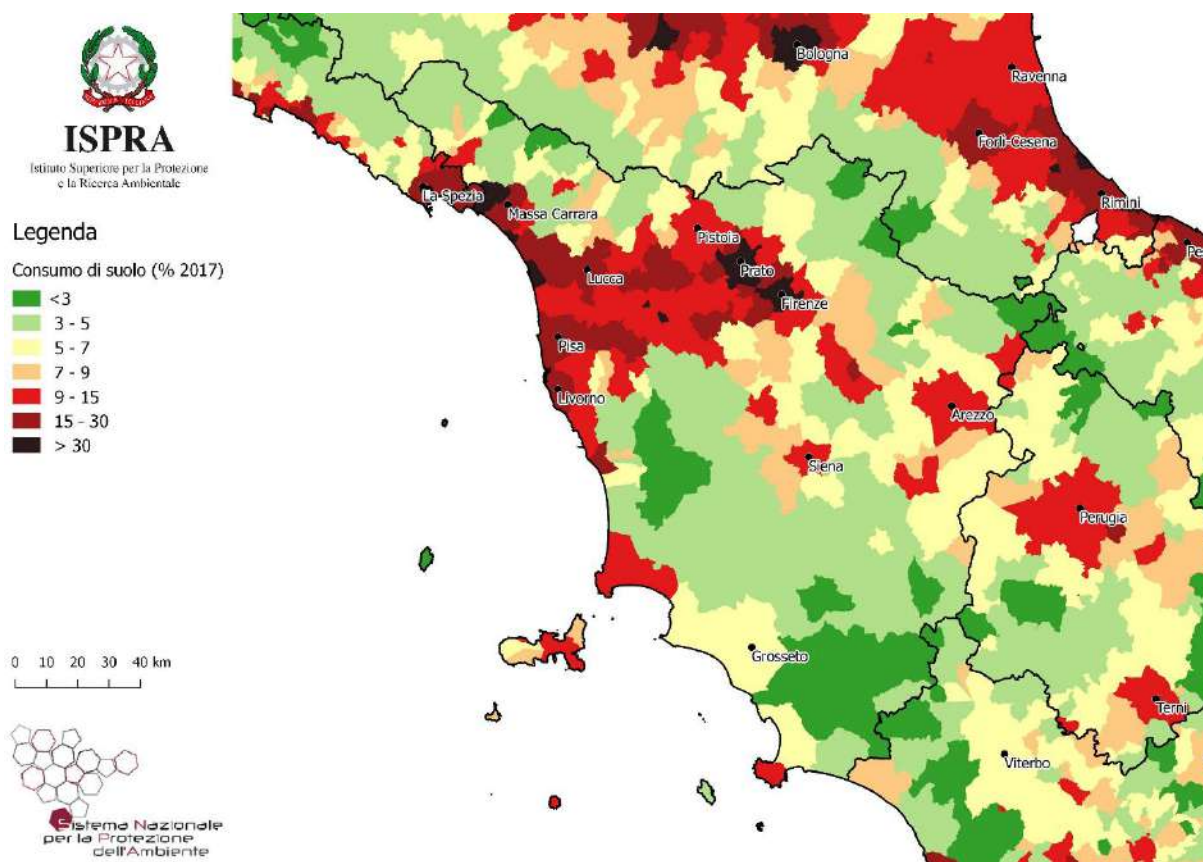 ISPRA
Istituto Superiore per la Protezione
e la Ricerca Ambientale
Legenda
Consumo di suolo (% 2017)
<3
3 - 5
5 - 7
7 - 9
9 - 15
15 - 30
> 30
0 10 20 30 40 km
Sistema Nazionale
per la Protezione
dell'Ambiente
Bologna
Ravenna
Forlì-Cesena
La Spezia
Massa Carrara
Rimini
Pistoia
Pe
Prato
Lucca
Firenze
Pisa
Livorno
Arezzo
Siena
Perugia
Grosseto
Terni
Viterbo